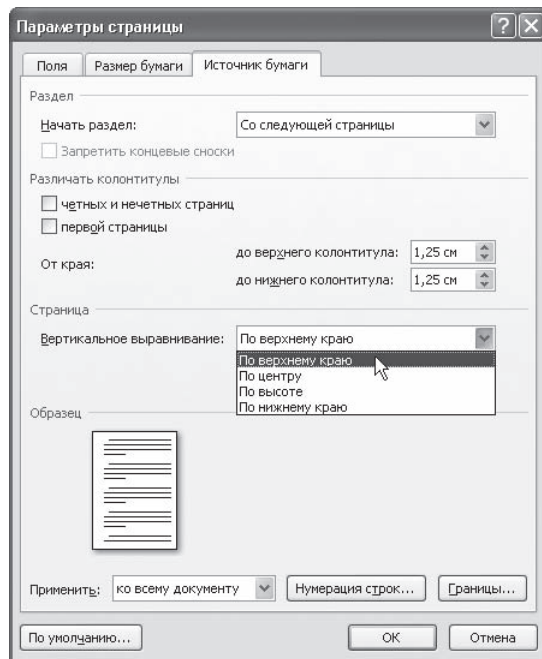 Параметры страницы
Поля Размер бумаги Источник бумаги
Раздел
Начать раздел: Со следующей страницы
Запретить концевые сноски
Различать колонтитулы
четных и нечетных страниц
первой страницы
От края: до верхнего колонтитула: 1,25 см
до нижнего колонтитула: 1,25 см
Страница
Вертикальное выравнивание: По верхнему краю
По верхнему краю
По центру
По высоте
По нижнему краю
Образец
Применить: ко всему документу Нумерация строк... Границы...
По умолчанию... ОК Отмена